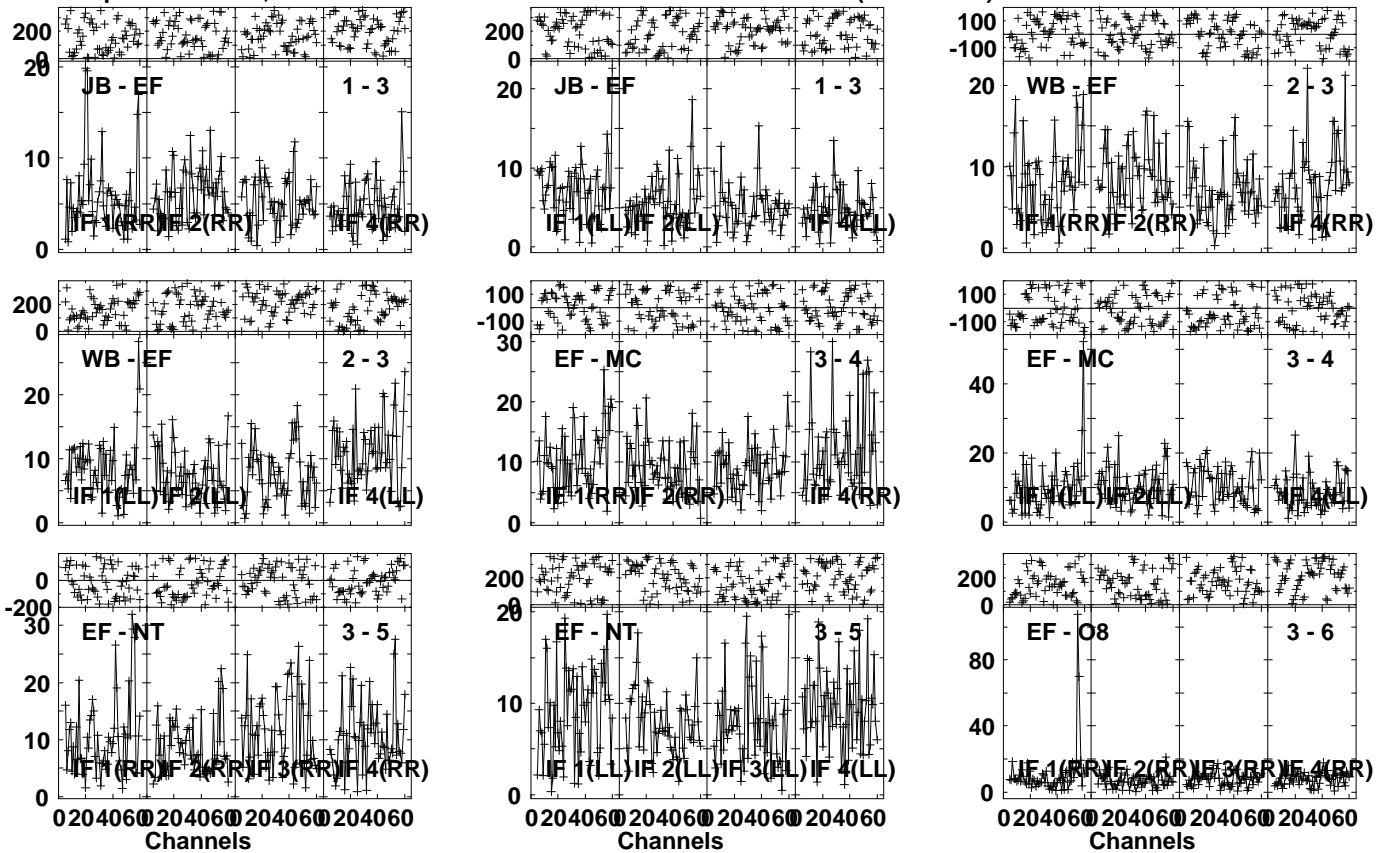 200 200 100
0 0 -100
20 20 20
JB - EF 1 - 3 JB - EF 1 - 3 WB - EF 2 - 3
10 10 10
IF 1(RR) IF 2(RR) IF 4(RR) IF 1(LL) IF 2(LL) IF 4(LL) IF 1(RR) IF 2(RR) IF 4(RR)
0 0 0
200 100 100
0 -100 -100
30
WB - EF 2 - 3 EF - MC 3 - 4 EF - MC 3 - 4
20 20 40
10 10 20
IF 1(LL) IF 2(LL) IF 4(LL) IF 1(RR) IF 2(RR) IF 4(RR) IF 1(LL) IF 2(LL) IF 4(LL)
0 0 0
0 200 200
-200 0 0
30 20
EF - NT 3 - 5 EF - NT 3 - 5 EF - O8 3 - 6
20 80
10 10 40
IF 1(RR) IF 2(RR) IF 3(RR) IF 4(RR) IF 1(LL) IF 2(LL) IF 3(LL) IF 4(LL) IF 1(RR) IF 2(RR) IF 3(RR) IF 4(RR)
0 0 0
0 20 40 60 0 20 40 60 0 20 40 60 0 20 40 60 0 20 40 60 0 20 40 60 0 20 40 60 0 20 40 60 0 20 40 60 0 20 40 60 0 20 40 60 0 20 40 60
Channels Channels Channels